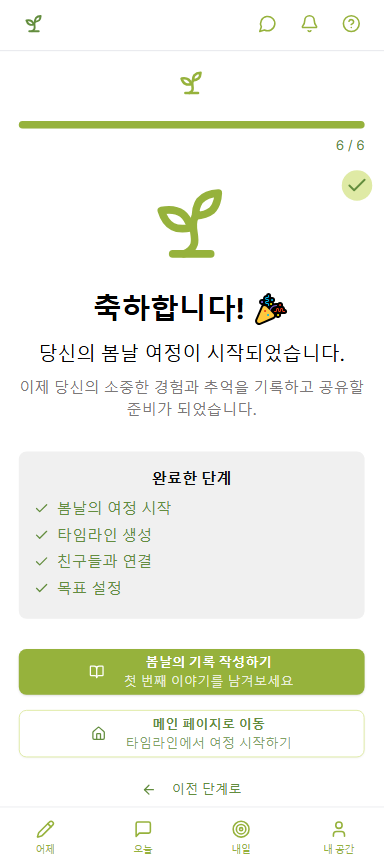 6 / 6
축하합니다! 🎉
당신의 봄날 여정이 시작되었습니다.
이제 당신의 소중한 경험과 추억을 기록하고 공유할
준비가 되었습니다.
완료한 단계
봄날의 여정 시작
타임라인 생성
친구들과 연결
목표 설정
봄날의 기록 작성하기
첫 번째 이야기를 남겨보세요
메인 페이지로 이동
타임라인에서 여정 시작하기
이전 단계로
어제
오늘
내일
내 공간